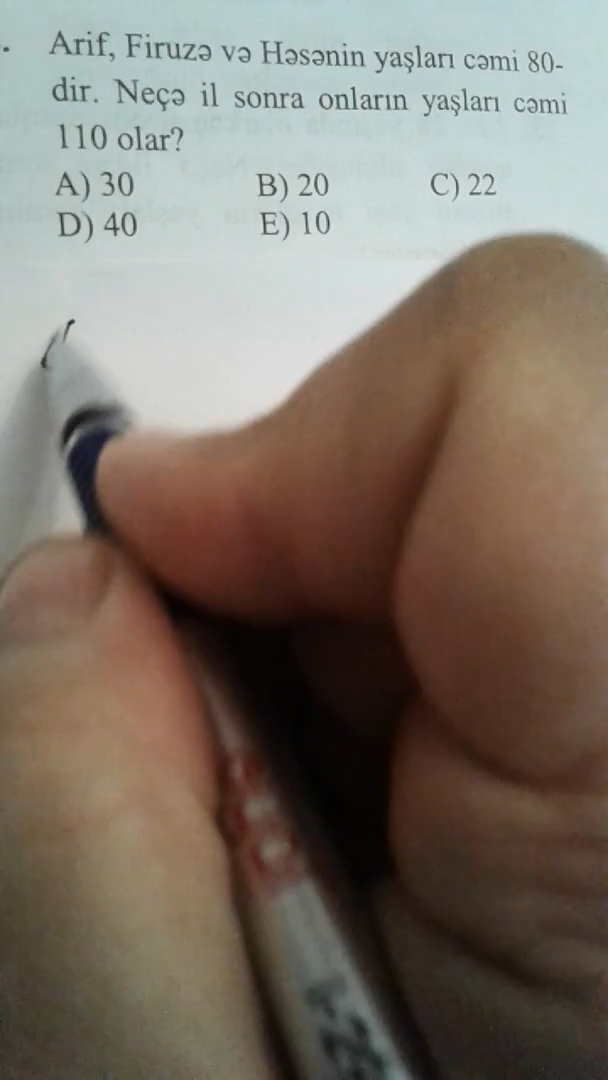 Arif, Firuzə və Həsənin yaşları cəmi 80-
dir. Neçə il sonra onların yaşları cəmi
110 olar?
A) 30 B) 20 C) 22
D) 40 E) 10